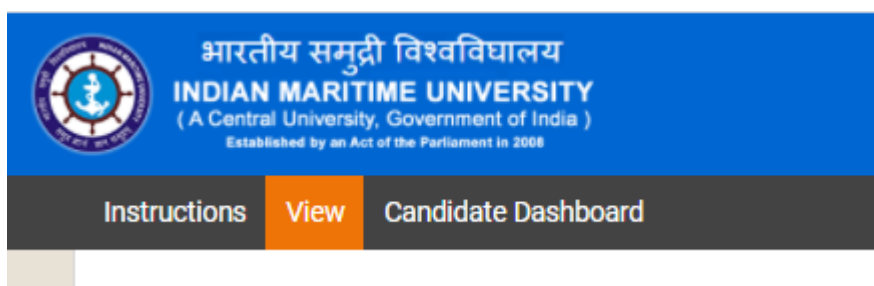 भारतीय समुद्री विश्वविघालय
INDIAN MARITIME UNIVERSITY
( A Central University, Government of India )
Established by an Act of the Parliament in 2008
Instructions View Candidate Dashboard